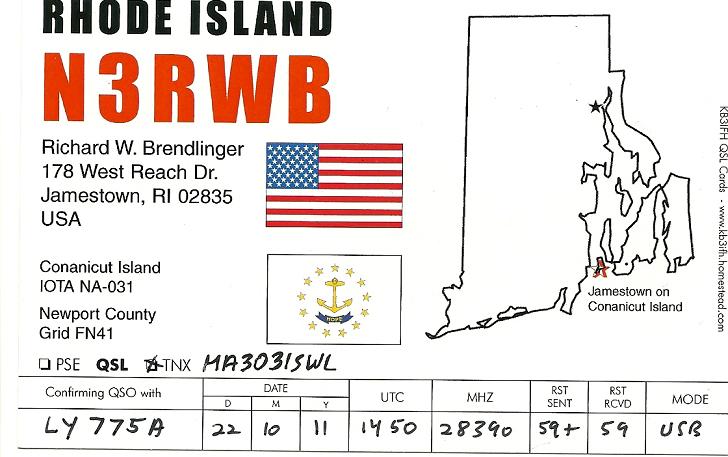 RHODE ISLAND
N3RWB
Richard W. Brendlinger
178 West Reach Dr.
Jamestown, RI 02835
USA
Conanicut Island
IOTA NA-031
Newport County
Grid FN41
HOPE
Jamestown on
Conanicut Island
KB3IFH QSL Cards - www.kb3ifh.homestead.com
PSE QSL TNX MA3031SWL
Confirming QSO with DATE UTC MHZ RST SENT RST RCVD MODE
D M Y
LY775A 22 10 11 1450 28390 59+ 59 USB